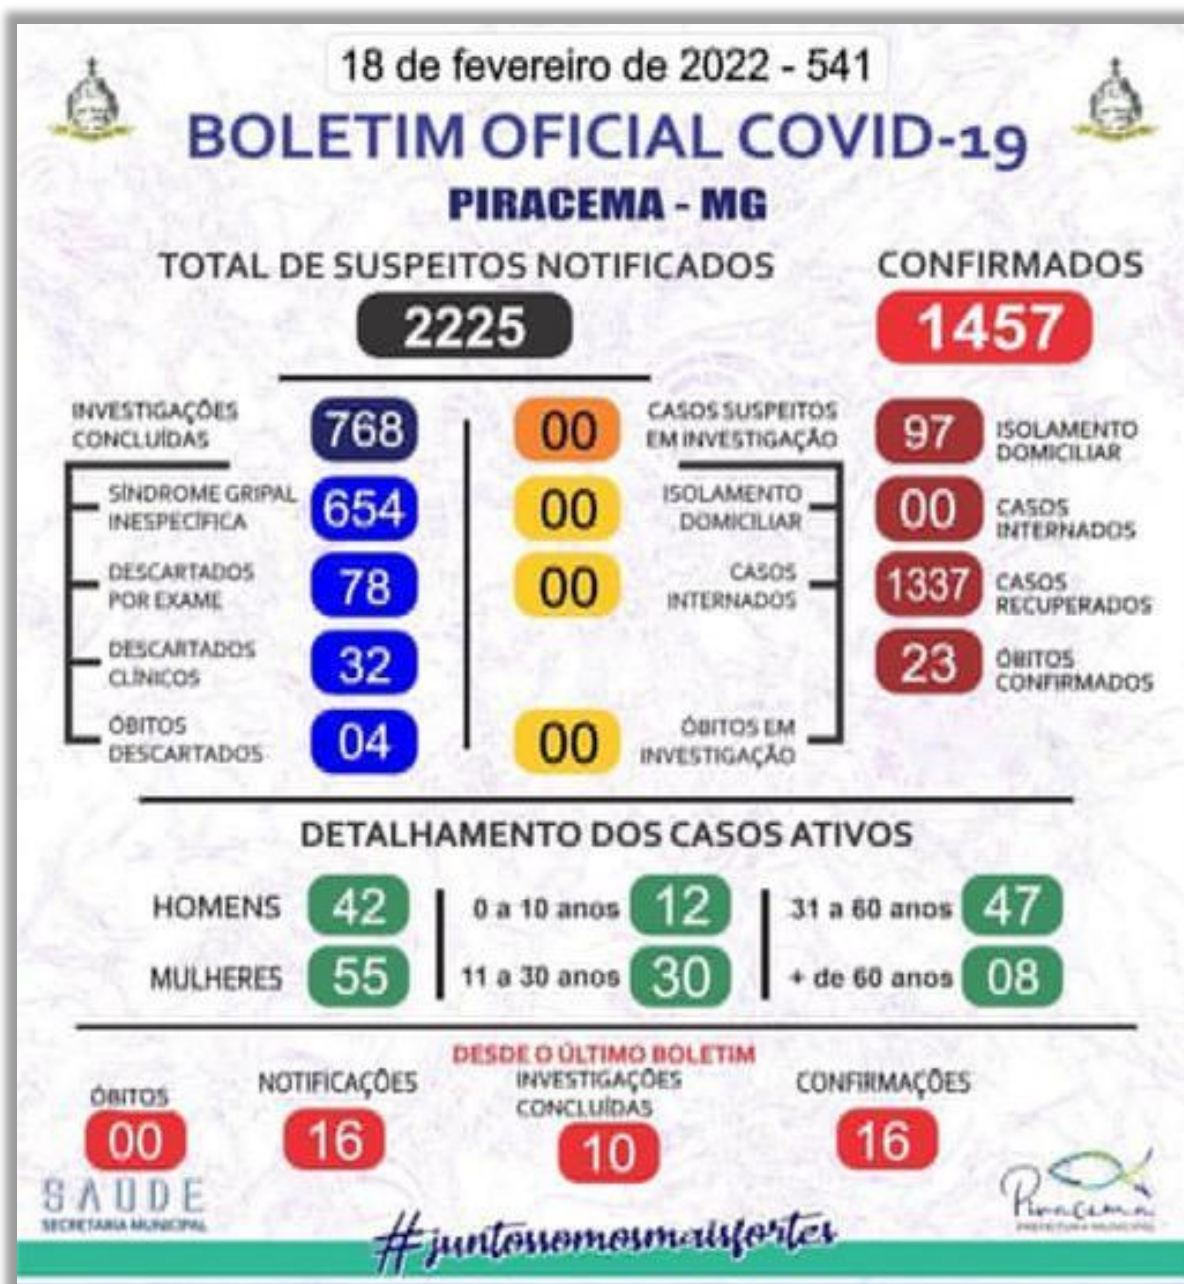 18 de fevereiro de 2022 - 541
BOLETIM OFICIAL COVID-19
PIRACEMA - MG
TOTAL DE SUSPEITOS NOTIFICADOS
2225
CONFIRMADOS
1457
INVESTIGAÇÕES
CONCLUÍDAS
768
SÍNDROME GRIPAL
INESPECÍFICA
654
DESCARTADOS
POR EXAME
78
DESCARTADOS
CLÍNICOS
32
ÓBITOS
DESCARTADOS
04
00
CASOS SUSPEITOS
EM INVESTIGAÇÃO
00
ISOLAMENTO
DOMICILIAR
00
CASOS
INTERNADOS
00
ÓBITOS EM
INVESTIGAÇÃO
97
ISOLAMENTO
DOMICILIAR
00
CASOS
INTERNADOS
1337
CASOS
RECUPERADOS
23
ÓBITOS
CONFIRMADOS
DETALHAMENTO DOS CASOS ATIVOS
HOMENS 42
0 a 10 anos 12
31 a 60 anos 47
MULHERES 55
11 a 30 anos 30
+ de 60 anos 08
DESDE O ÚLTIMO BOLETIM
ÓBITOS
00
NOTIFICAÇÕES
16
INVESTIGAÇÕES
CONCLUÍDAS
10
CONFIRMAÇÕES
16
SAUDE
SECRETARIA MUNICIPAL
#juntossomosmaisfortes
Piracema
PREFEITURA MUNICIPAL